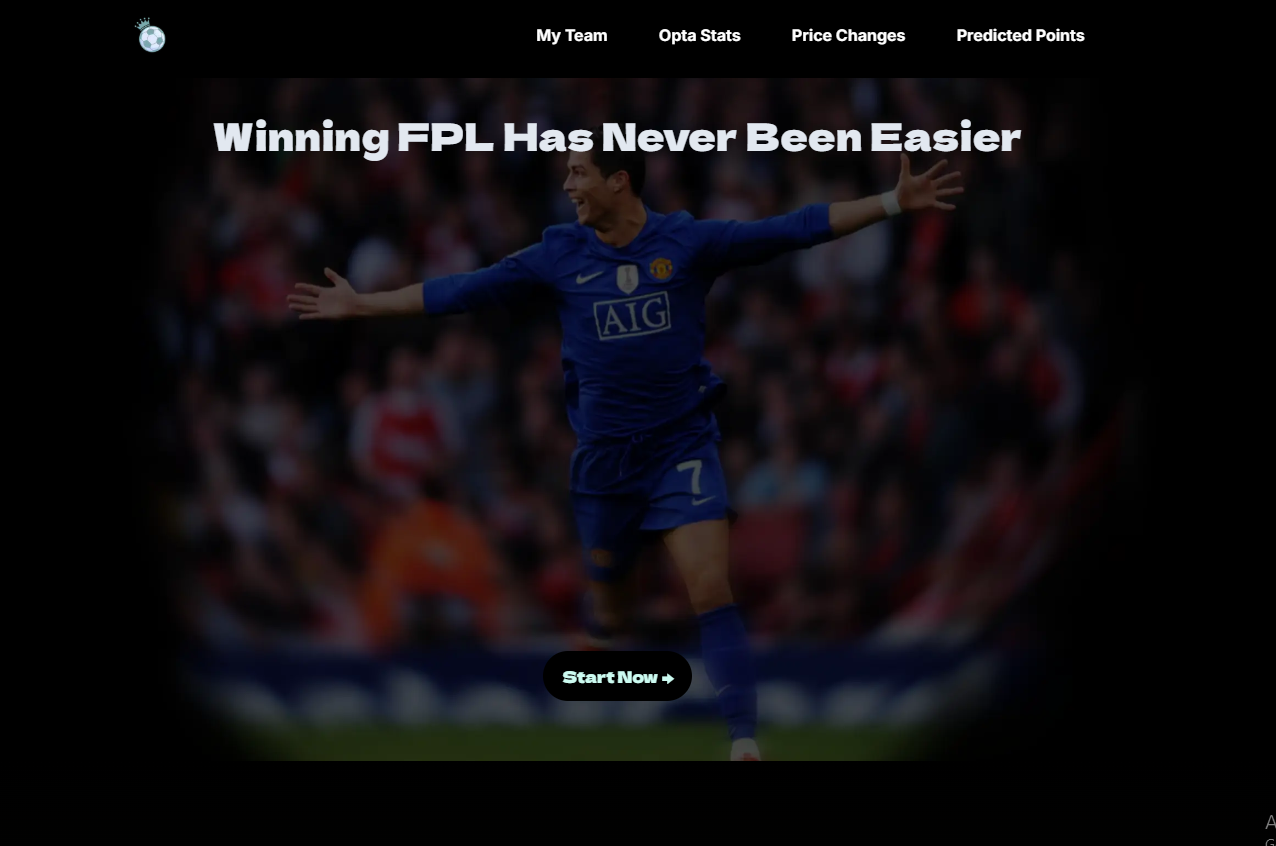 My Team Opta Stats Price Changes Predicted Points
Winning FPL Has Never Been Easier
AIG
7
Start Now →
A
G